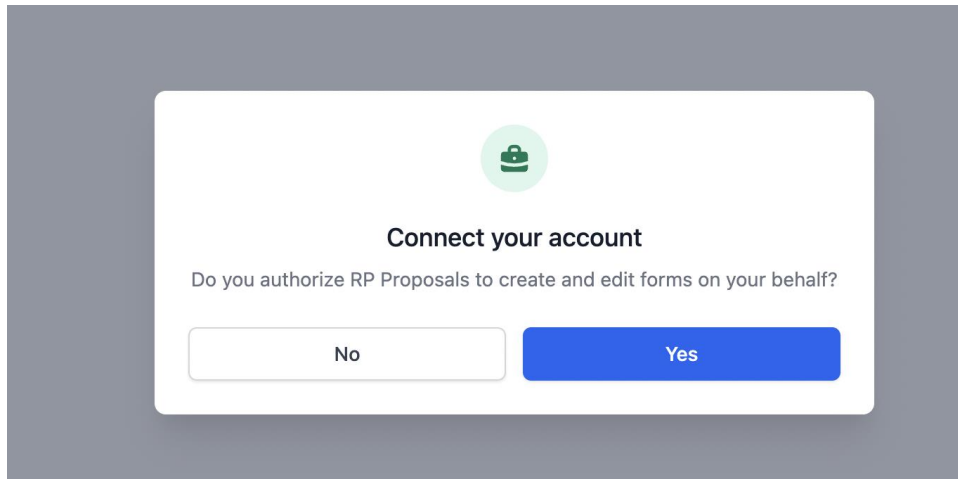 Connect your account
Do you authorize RP Proposals to create and edit forms on your behalf?
No
Yes